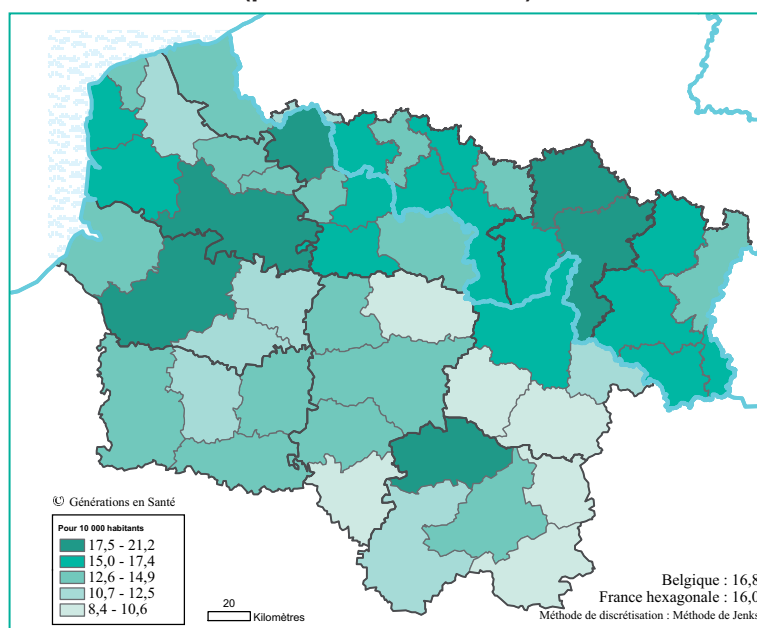 © Générations en Santé
Pour 10 000 habitants
17,5 - 21,2
15,0 - 17,4
12,6 - 14,9
10,7 - 12,5
8,4 - 10,6
20
Kilomètres
Belgique : 16,8
France hexagonale : 16,0
Méthode de discrétisation : Méthode de Jenks